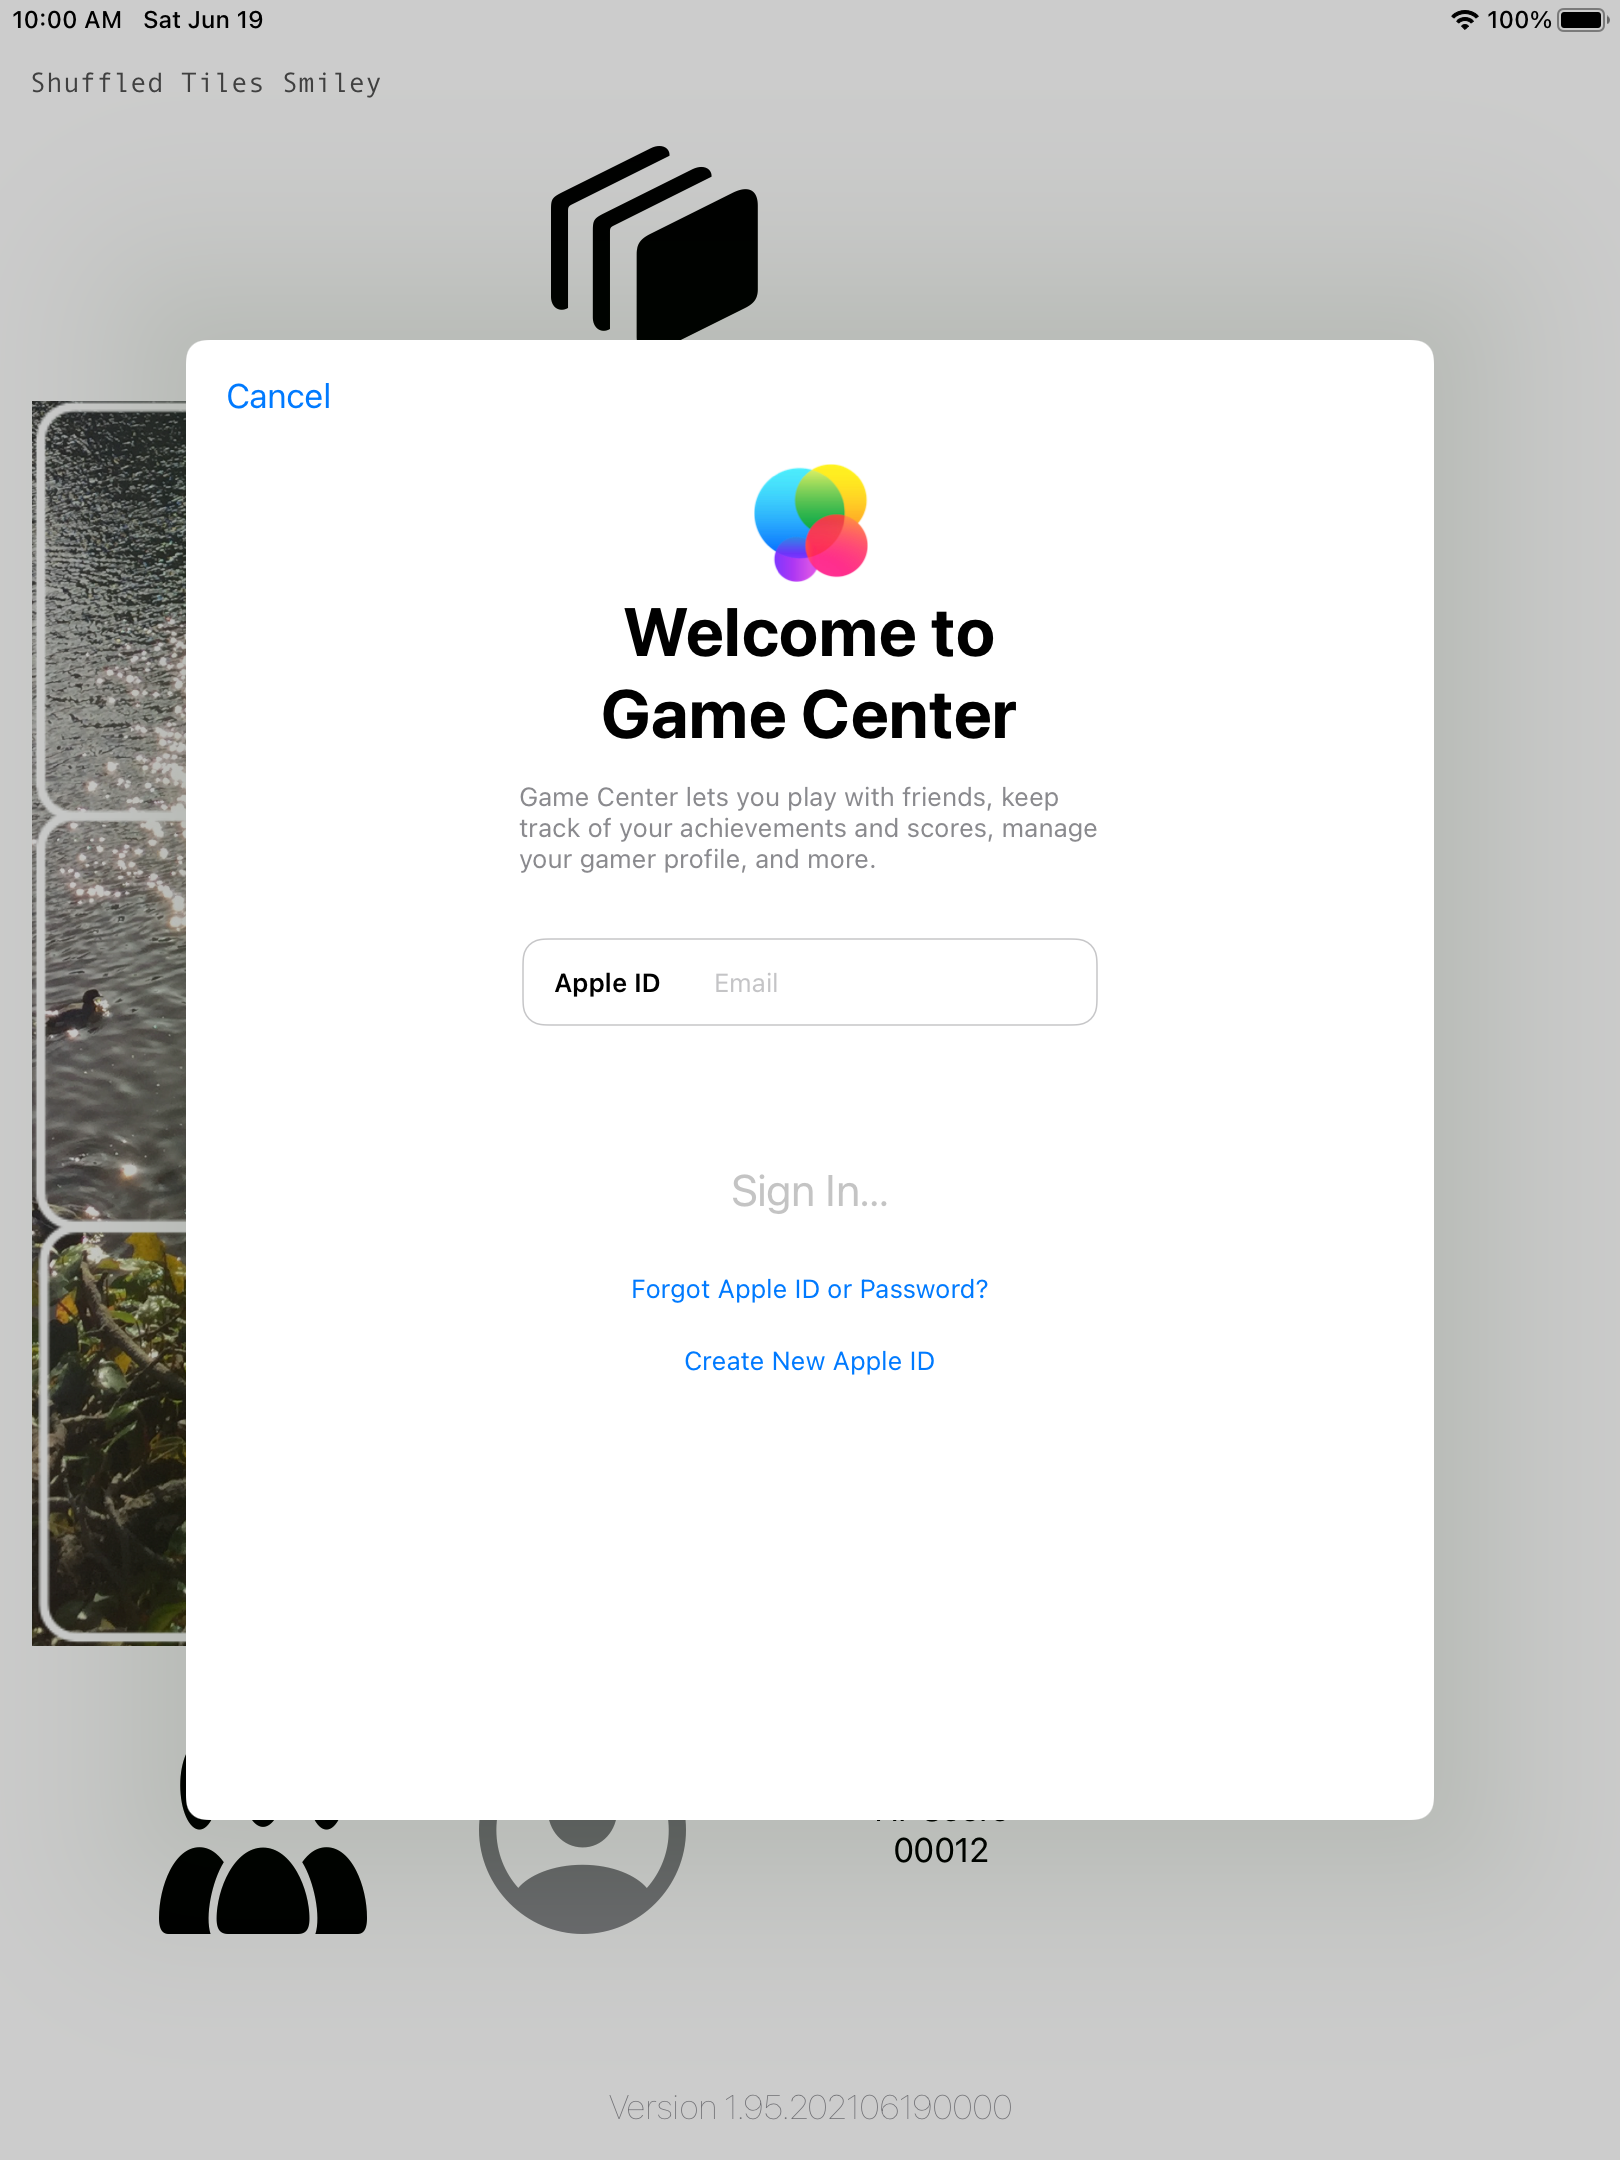 10:00 AM Sat Jun 19 100%
Shuffled Tiles Smiley
Cancel
Welcome to
Game Center
Game Center lets you play with friends, keep
track of your achievements and scores, manage
your gamer profile, and more.
Apple ID Email
Sign In...
Forgot Apple ID or Password?
Create New Apple ID
00012
Version 1.95.202106190000